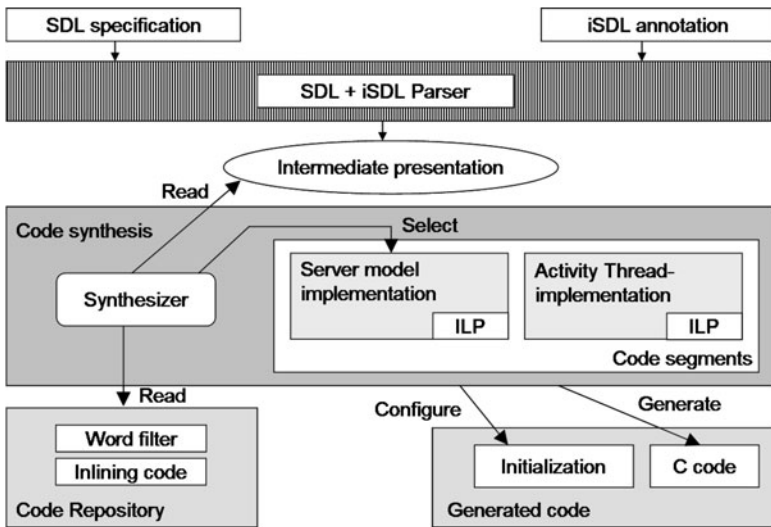 SDL specification
iSDL annotation
SDL + iSDL Parser
Intermediate presentation
Read
Code synthesis
Select
Synthesizer
Server model
implementation
ILP
Activity Thread-
implementation
ILP
Code segments
Read
Configure
Generate
Word filter
Inlining code
Code Repository
Initialization
C code
Generated code